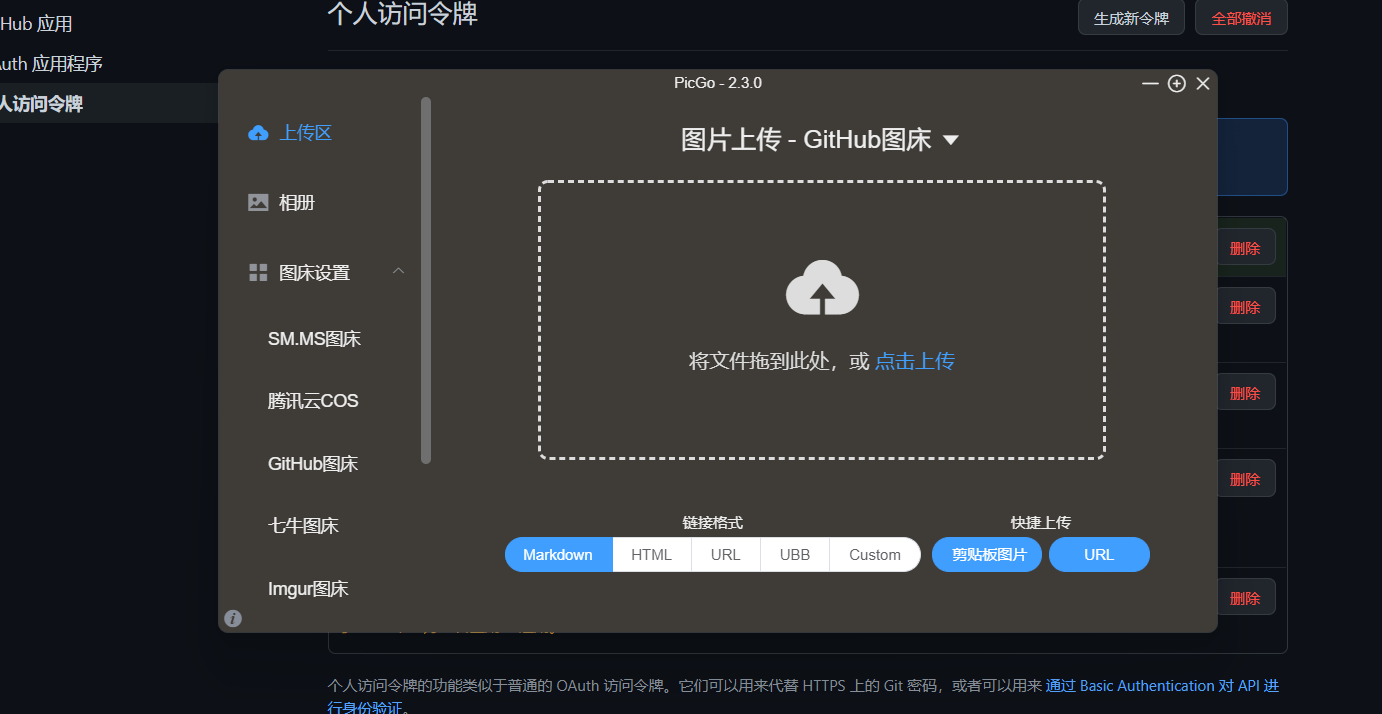 Hub 应用
个人访问令牌
生成新令牌
全部撤消
uth 应用程序
人访问令牌
PicGo - 2.3.0
上传区
图片上传 - GitHub图床
相册
删除
图床设置
删除
SM.MS图床
将文件拖到此处，或 点击上传
删除
腾讯云COS
GitHub图床
删除
七牛图床
链接格式
快捷上传
Markdown
HTML
URL
UBB
Custom
剪贴板图片
URL
Imgur图床
删除
个人访问令牌的功能类似于普通的 OAuth 访问令牌。它们可以用来代替 HTTPS 上的 Git 密码，或者可以用来 通过 Basic Authentication 对 API 进
行身份验证。